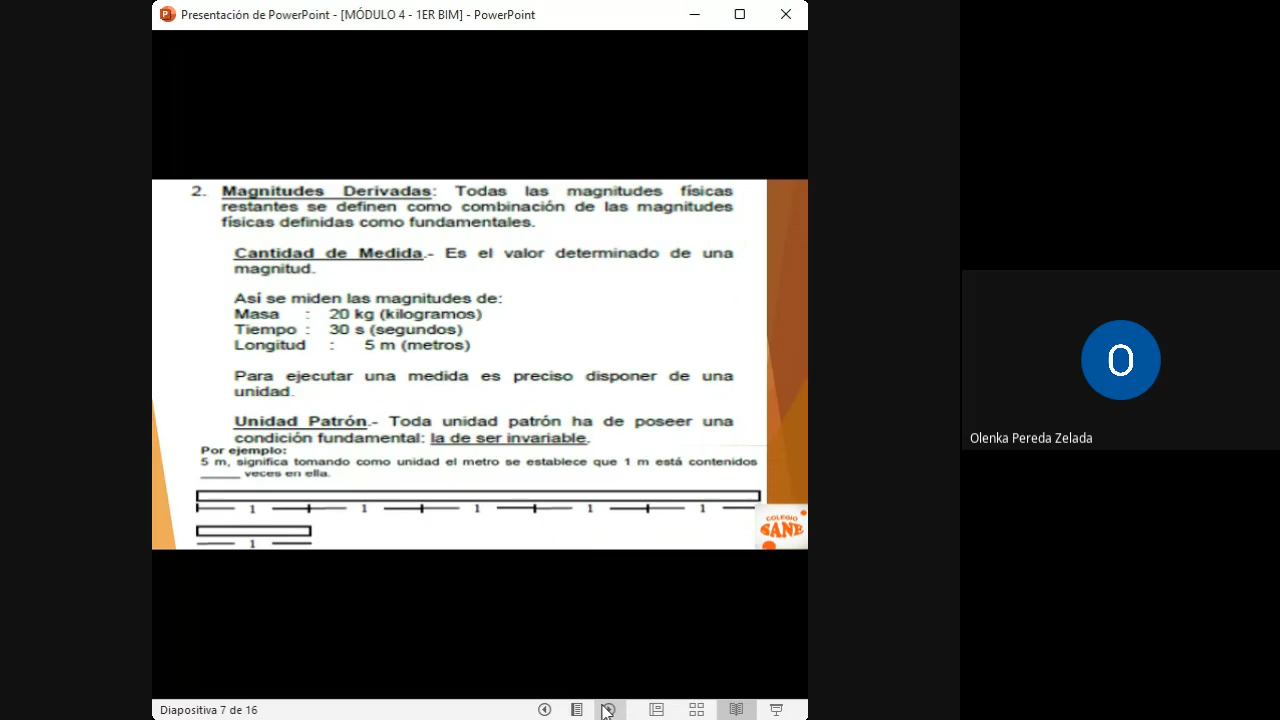 Presentación de PowerPoint - [MÓDULO 4 - 1ER BIM] - PowerPoint
2. Magnitudes Derivadas: Todas las magnitudes físicas
restantes se definen como combinación de las magnitudes
físicas definidas como fundamentales.
Cantidad de Medida.- Es el valor determinado de una
magnitud.
Así se miden las magnitudes de:
Masa : 20 kg (kilogramos)
Tiempo : 30 s (segundos)
Longitud : 5 m (metros)
Para ejecutar una medida es preciso disponer de una
unidad.
Unidad Patrón.- Toda unidad patrón ha de poseer una
condición fundamental: la de ser invariable.
Por ejemplo:
5 m, significa tomando como unidad el metro se establece que 1 m está contenidos
______ veces en ella.
1 1 1 1 1
1
COLEGIO
SANE
O
Olenka Pereda Zelada
Diapositiva 7 de 16